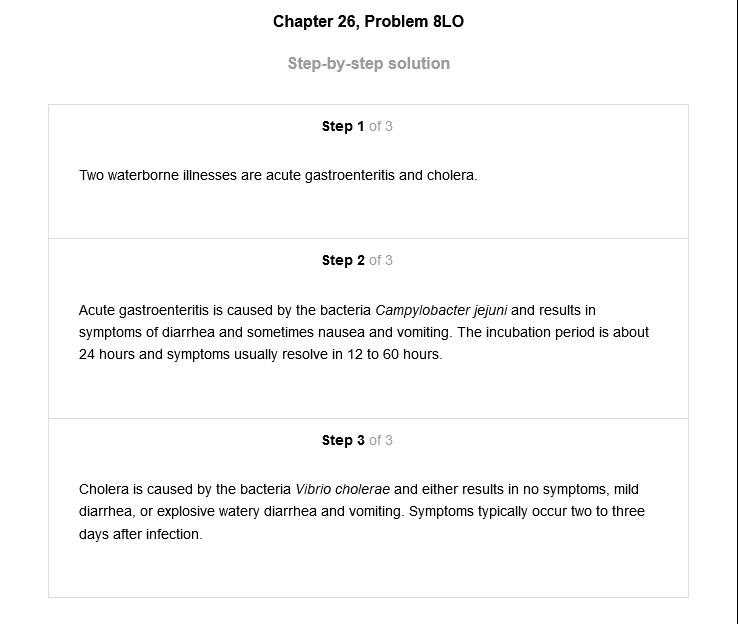 Chapter 26, Problem 8LO
Step-by-step solution
Step 1 of 3
Two waterborne illnesses are acute gastroenteritis and cholera.
Step 2 of 3
Acute gastroenteritis is caused by the bacteria Campylobacter jejuni and results in
symptoms of diarrhea and sometimes nausea and vomiting. The incubation period is about
24 hours and symptoms usually resolve in 12 to 60 hours.
Step 3 of 3
Cholera is caused by the bacteria Vibrio cholerae and either results in no symptoms, mild
diarrhea, or explosive watery diarrhea and vomiting. Symptoms typically occur two to three
days after infection.